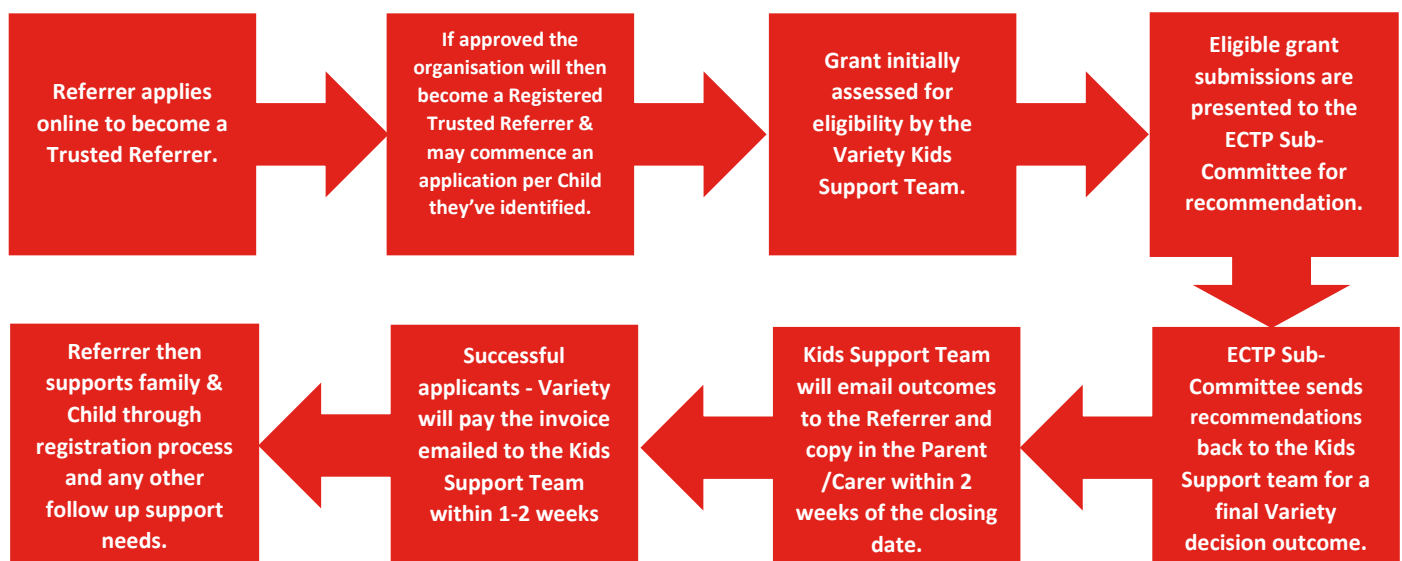 Referrer applies
online to become a
Trusted Referrer.
If approved the
organisation will then
become a Registered
Trusted Referrer &
may commence an
application per Child
they've identified.
Grant initially
assessed for
eligibility by the
Variety Kids
Support Team.
Eligible grant
submissions are
presented to the
ECTP Sub-
Committee for
recommendation.
ECTP Sub-
Committee sends
recommendations
back to the Kids
Support team for a
final Variety
decision outcome.
Kids Support Team
will email outcomes
to the Referrer and
copy in the Parent
/Carer within 2
weeks of the closing
date.
Successful
applicants - Variety
will pay the invoice
emailed to the Kids
Support Team
within 1-2 weeks
Referrer then
supports family &
Child through
registration process
and any other
follow up support
needs.